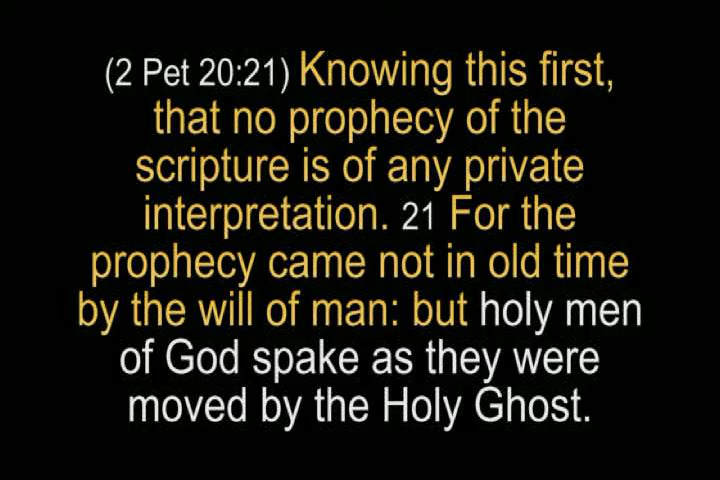 (2 Pet 20:21) Knowing this first,
that no prophecy of the
scripture is of any private
interpretation. 21 For the
prophecy came not in old time
by the will of man: but holy men
of God spake as they were
moved by the Holy Ghost.